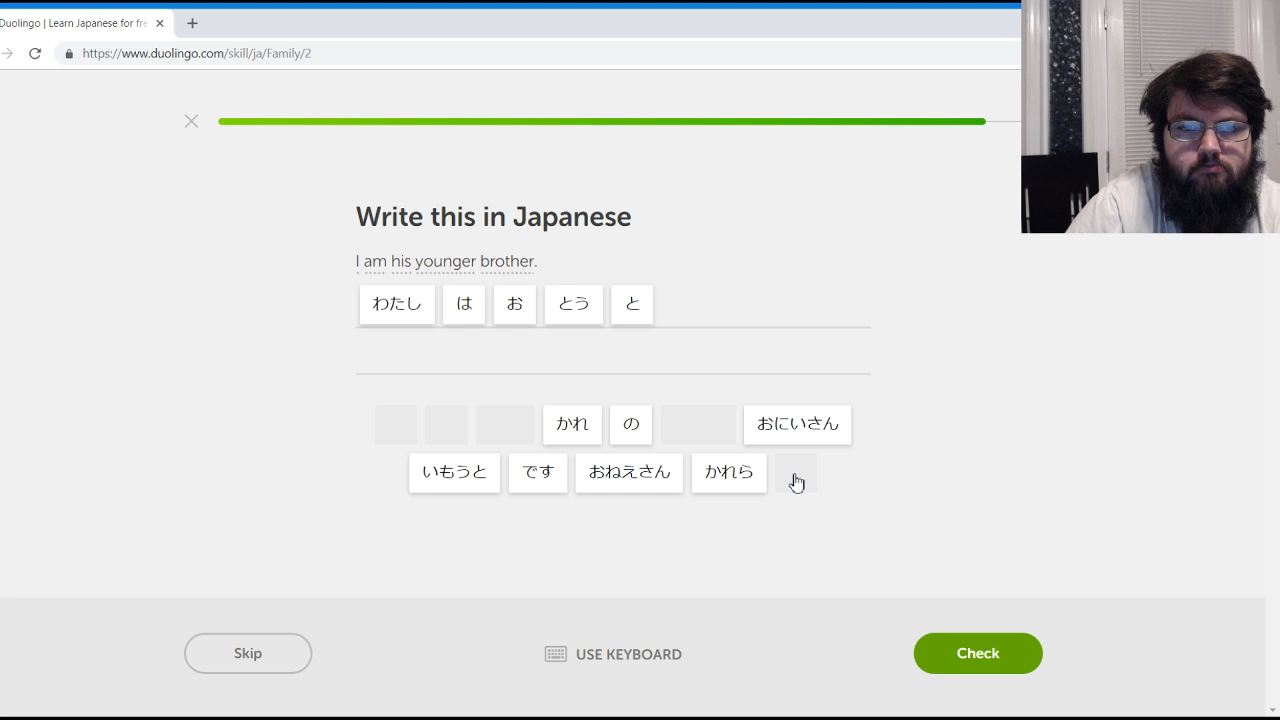 Duolingo | Learn Japanese for fre
https://www.duolingo.com/skill/ja/Family/2
Write this in Japanese
I am his younger brother.
わたし は お とう と
かれ の おにいさん
いもうと です おねえさん かれら
Skip USE KEYBOARD Check